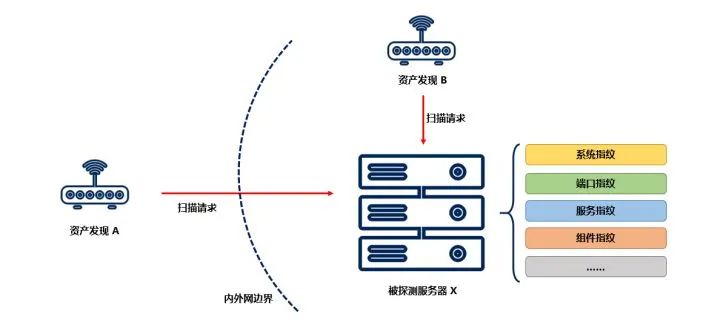 资产发现 B
扫描请求
系统指纹
端口指纹
服务指纹
组件指纹
......
资产发现 A
扫描请求
内外网边界
被探测服务器 X